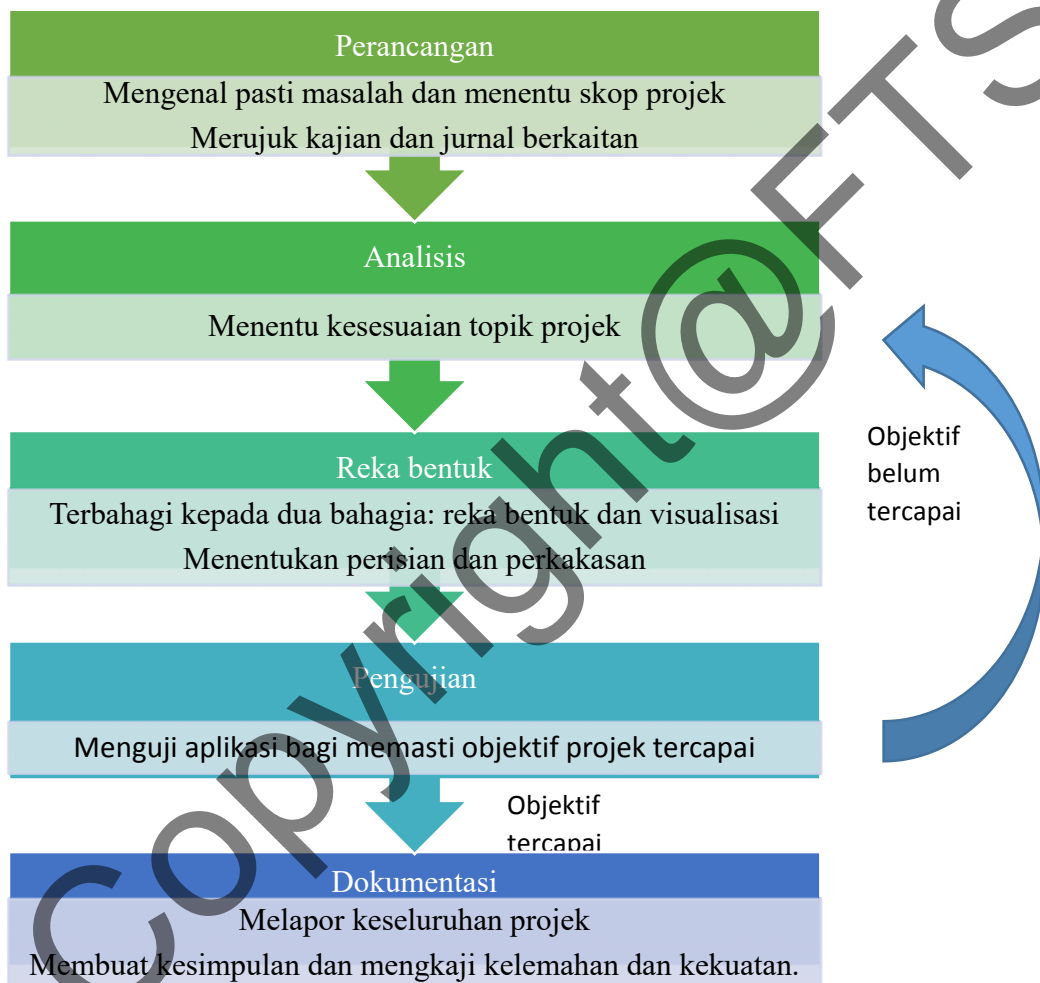 Perancangan
Mengenal pasti masalah dan menentu skop projek
Merujuk kajian dan jurnal berkaitan
Analisis
Menentu kesesuaian topik projek
Objektif
belum
tercapai
Reka bentuk
Terbahagi kepada dua bahagia: reka bentuk dan visualisasi
Menentukan perisian dan perkakasan
Pengujian
Menguji aplikasi bagi memasti objektif projek tercapai
Objektif
tercapai
Dokumentasi
Melapor keseluruhan projek
Membuat kesimpulan dan mengkaji kelemahan dan kekuatan.
Copyright@FTS